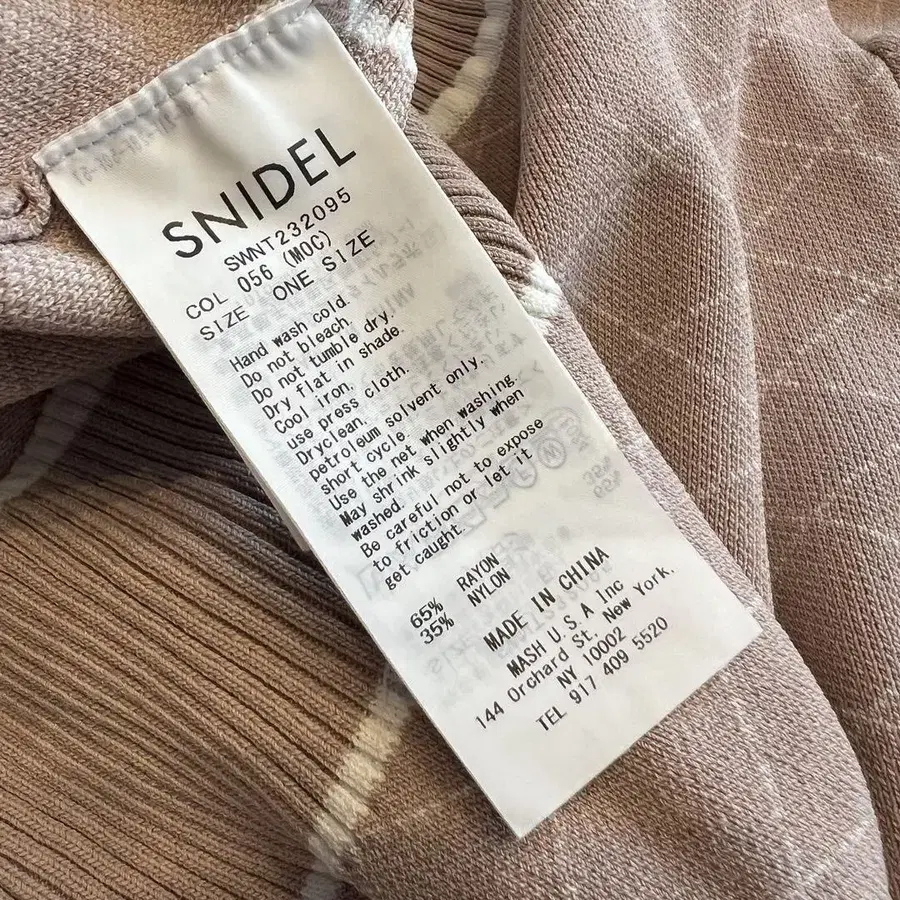 SNIDEL
SWNT232095
COL 056 (MOC)
SIZE ONE SIZE
Hand wash cold.
Do not bleach.
Do not tumble dry.
Dry flat in shade.
Cool iron.
use press cloth.
Dryclean.
petroleum solvent only.
short cycle.
Use the net when washing.
May shrink slightly when
washed.
Be careful not to expose
to friction or let it
get caught.
65% RAYON
35% NYLON
MADE IN CHINA
MASH U.S.A Inc
144 Orchard St, New York.
NY 10002
TEL 917 409 5520